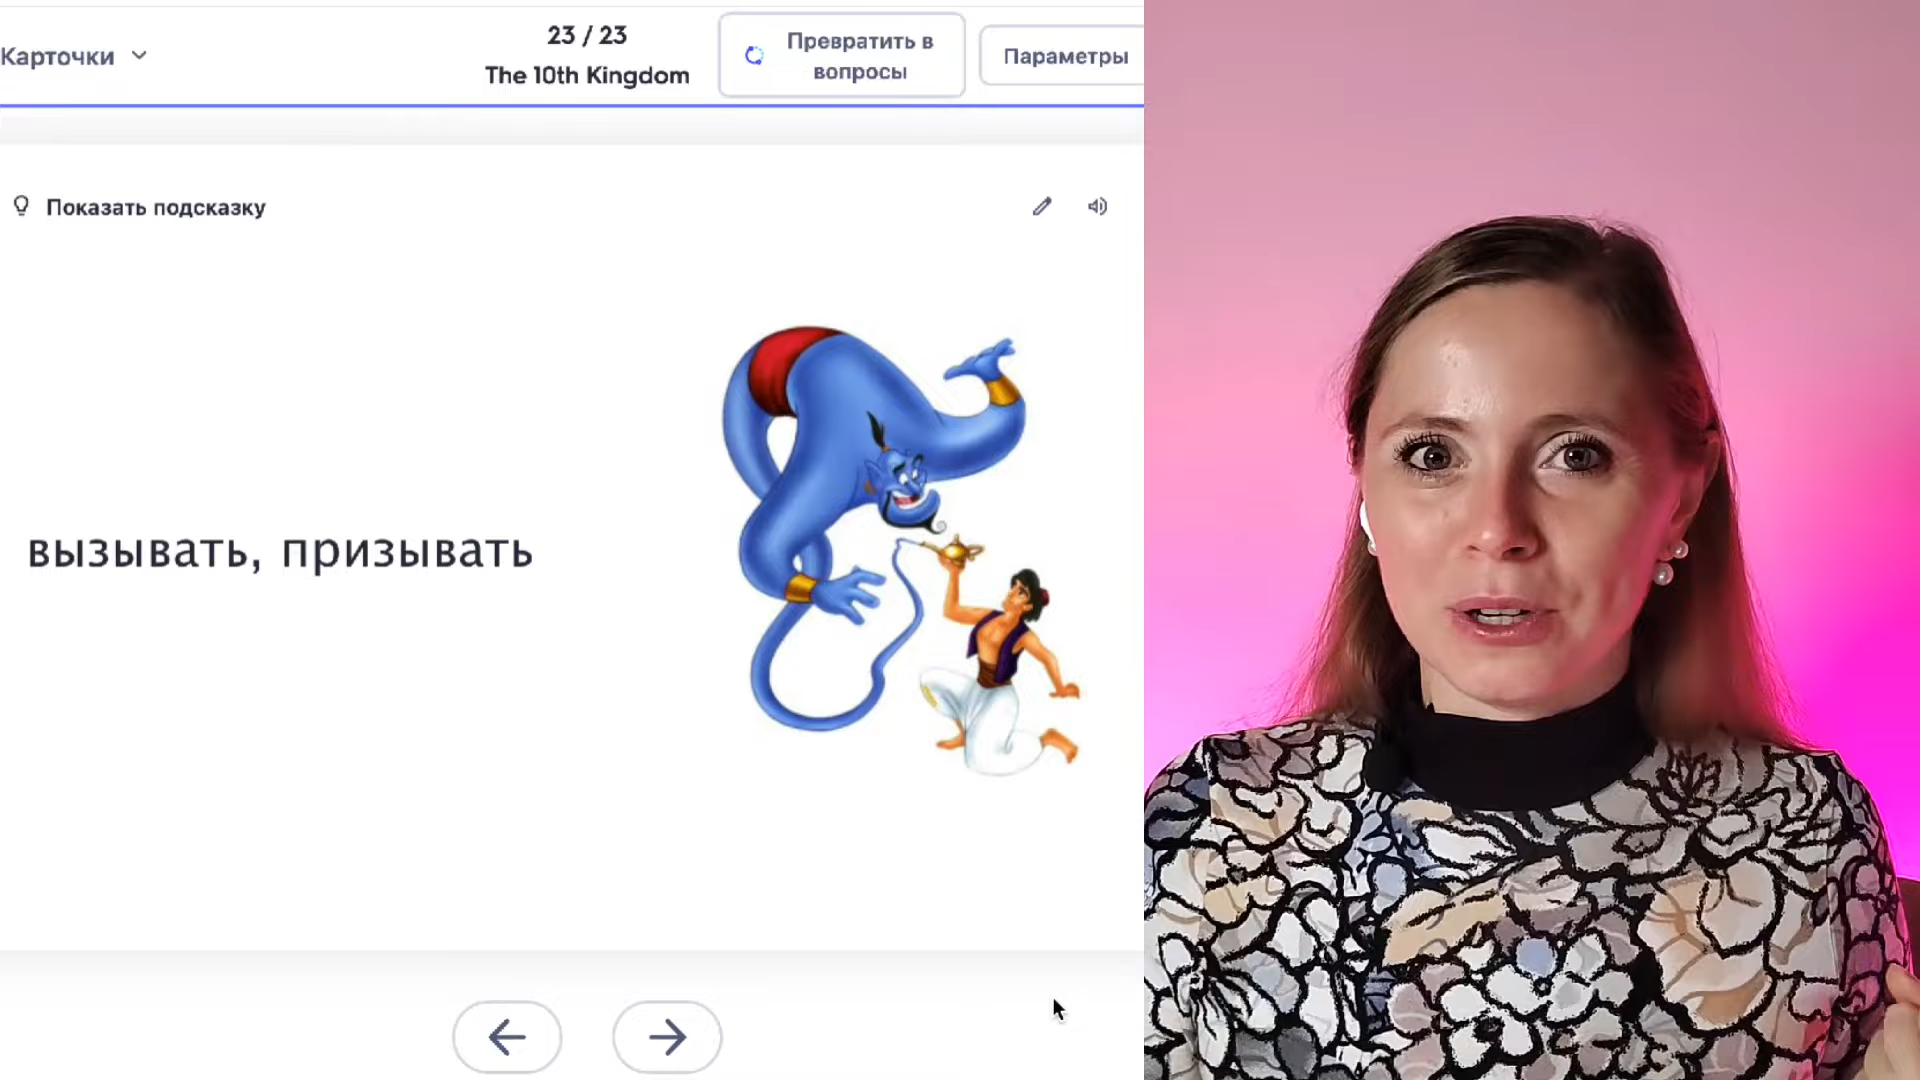 Карточки
23 / 23
The 10th Kingdom
Превратить в
вопросы
Параметры
Показать подсказку
вызывать, призывать